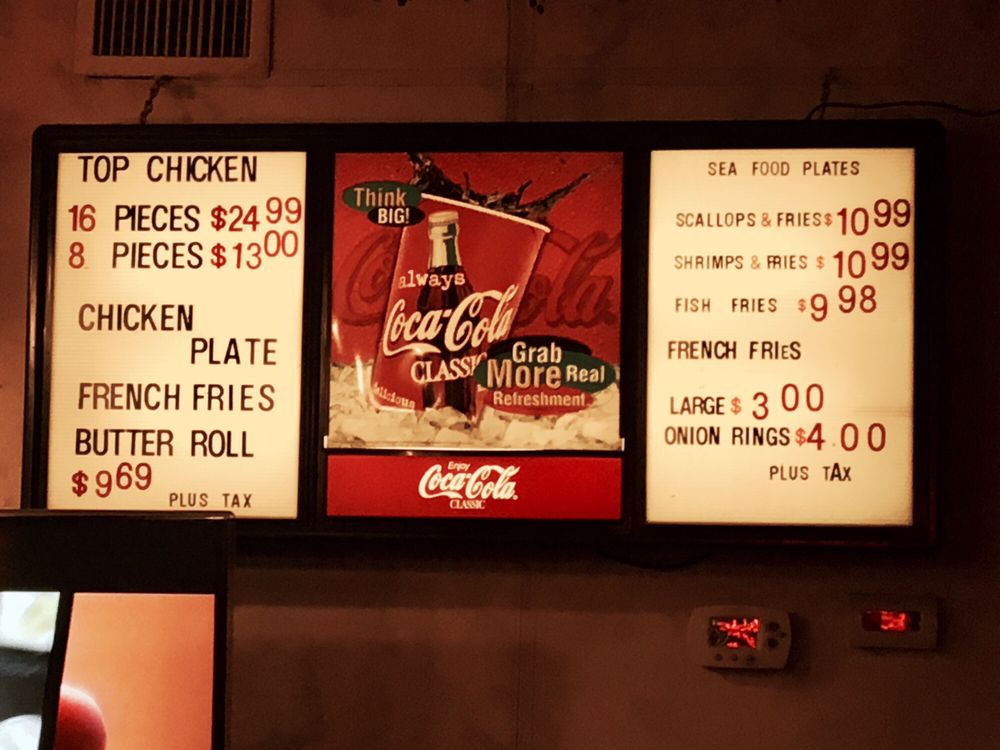 TOP CHICKEN
16 PIECES $24 99
8 PIECES $13 00
CHICKEN
PLATE
FRENCH FRIES
BUTTER ROLL
$9 69
PLUS TAX
Think
BIG!
always
Coca-Cola
CLASSIC
delicious
Grab
More Real
Refreshment
Enjoy
Coca-Cola
CLASSIC
SEA FOOD PLATES
SCALLOPS & FRIES $ 10 99
SHRIMPS & FRIES $ 10 99
FISH FRIES $ 9 98
FRENCH FRIES
LARGE $ 3 00
ONION RINGS $4 00
PLUS TAX